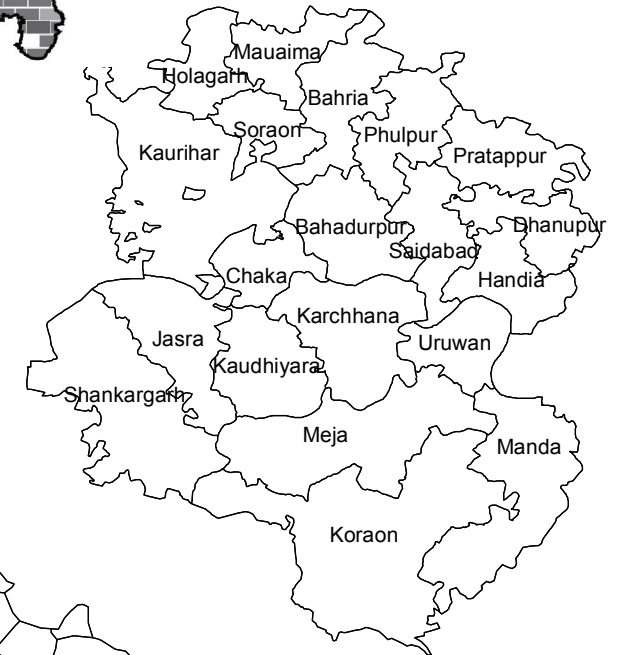 Mauaima
Holagarh
Bahria
Soraon
Phulpur
Kaurihar
Pratappur
Bahadurpur
Dhanupur
Saidabad
Chaka
Handia
Karchhana
Jasra
Uruwan
Kaudhiyara
Shankargarh
Meja
Manda
Koraon